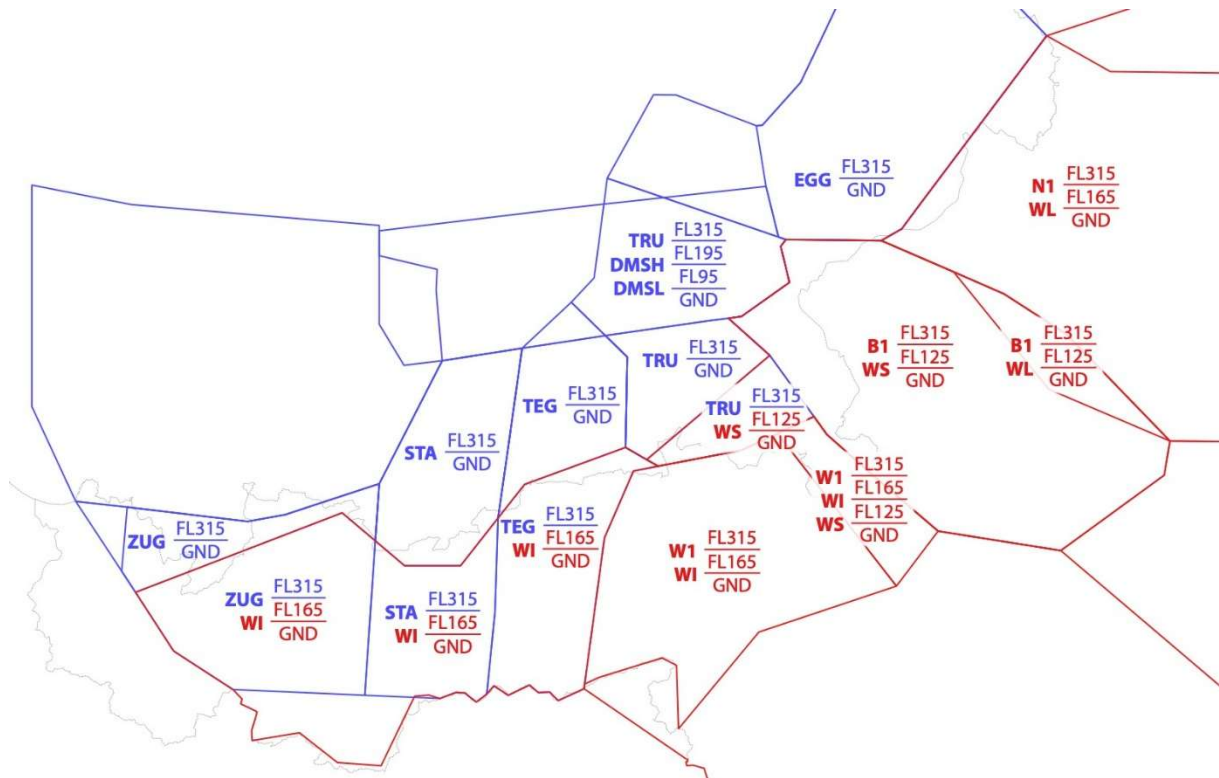 EGG FL315
GND
N1 FL315
WL FL165
GND
TRU FL315
DMSH FL195
DMSL FL95
GND
B1 FL315
WS FL125
GND
B1 FL315
WL FL125
GND
TRU FL315
GND
TEG FL315
GND
TRU FL315
WS FL125
GND
STA FL315
GND
W1 FL315
WI FL165
WS FL125
GND
ZUG FL315
GND
TEG FL315
WI FL165
GND
W1 FL315
WI FL165
GND
ZUG FL315
WI FL165
GND
STA FL315
WI FL165
GND